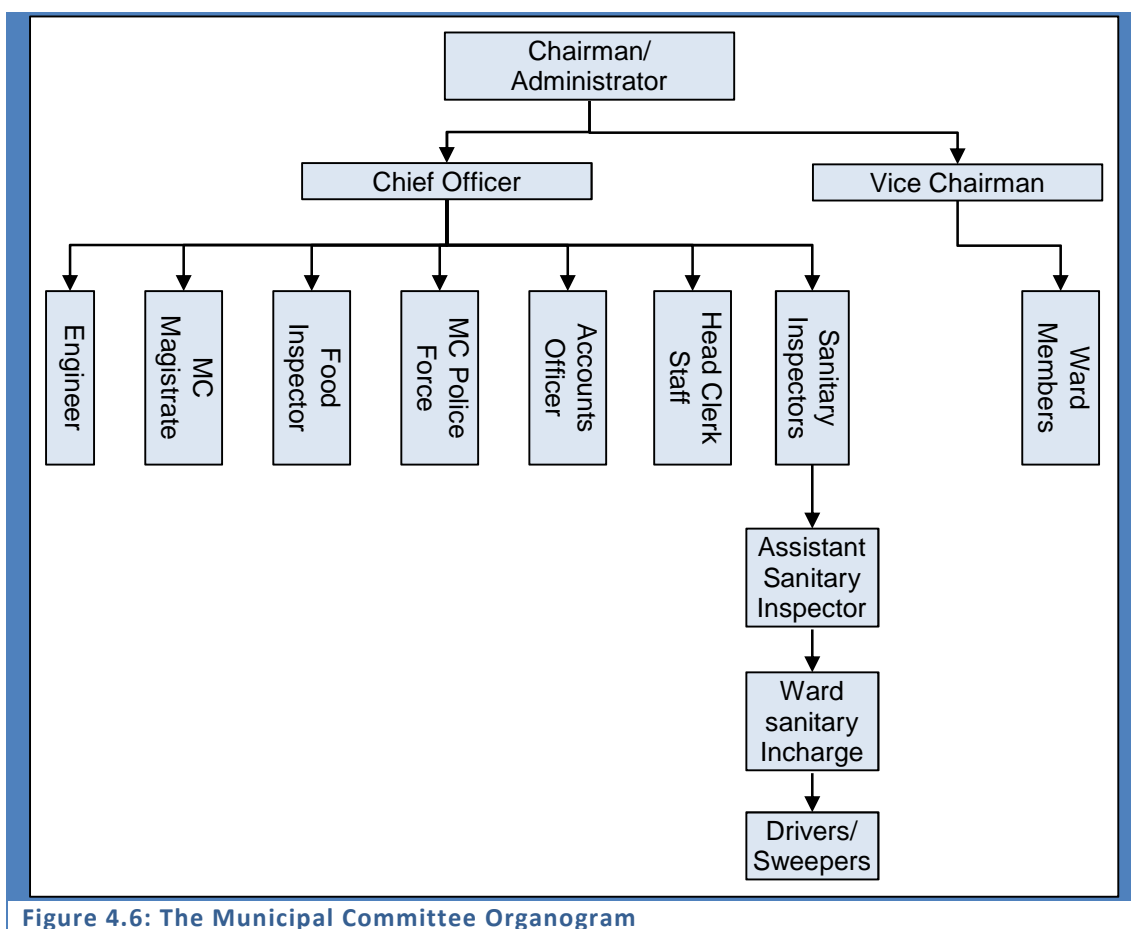 Chairman/
Administrator
Chief Officer
Vice Chairman
Engineer
MC
Magistrate
Food
Inspector
MC Police
Force
Accounts
Officer
Head Clerk
Staff
Sanitary
Inspectors
Ward
Members
Assistant
Sanitary
Inspector
Ward
sanitary
Incharge
Drivers/
Sweepers
Figure 4.6: The Municipal Committee Organogram